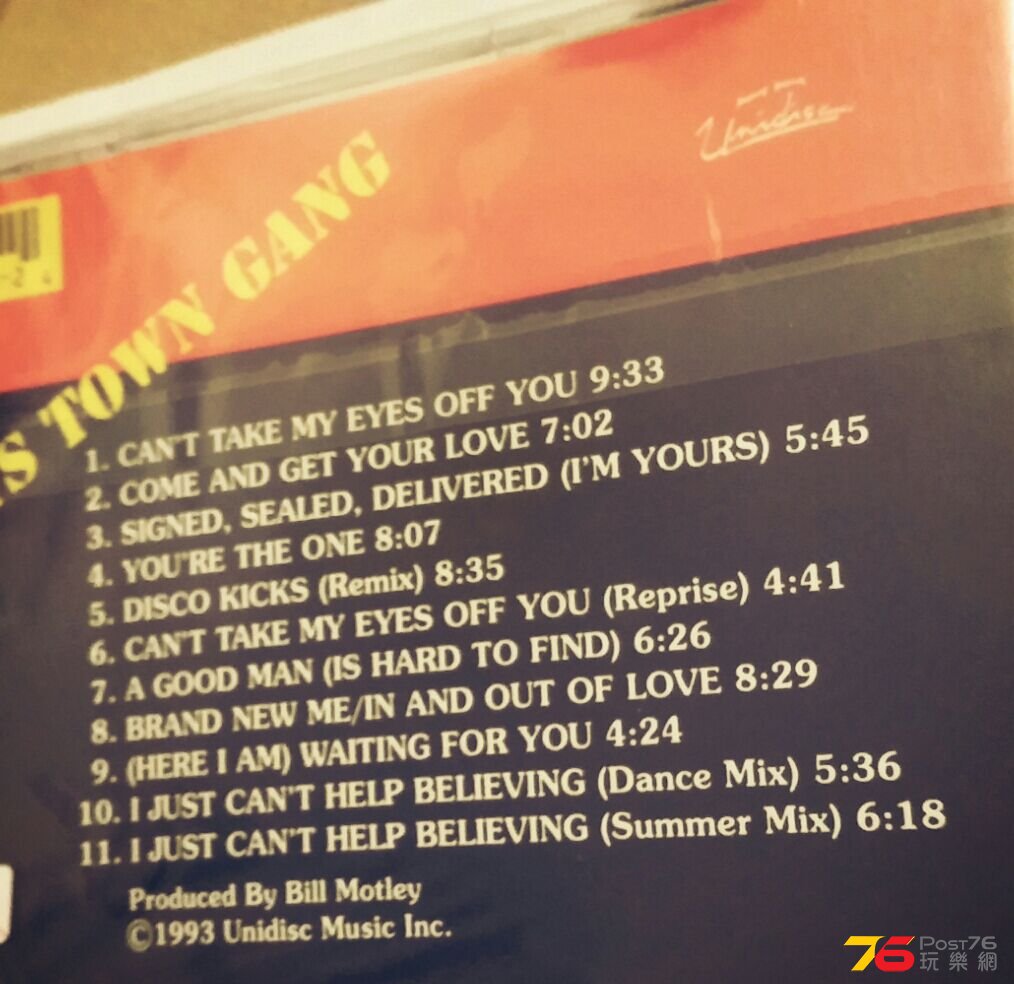 Unidisc
S TOWN GANG
1. CAN'T TAKE MY EYES OFF YOU 9:33
2. COME AND GET YOUR LOVE 7:02
3. SIGNED, SEALED, DELIVERED (I'M YOURS) 5:45
4. YOU'RE THE ONE 8:07
5. DISCO KICKS (Remix) 8:35
6. CAN'T TAKE MY EYES OFF YOU (Reprise) 4:41
7. A GOOD MAN (IS HARD TO FIND) 6:26
8. BRAND NEW ME/IN AND OUT OF LOVE 8:29
9. (HERE I AM) WAITING FOR YOU 4:24
10. I JUST CAN'T HELP BELIEVING (Dance Mix) 5:36
11. I JUST CAN'T HELP BELIEVING (Summer Mix) 6:18
Produced By Bill Motley
©1993 Unidisc Music Inc.
76 POST76
玩樂網